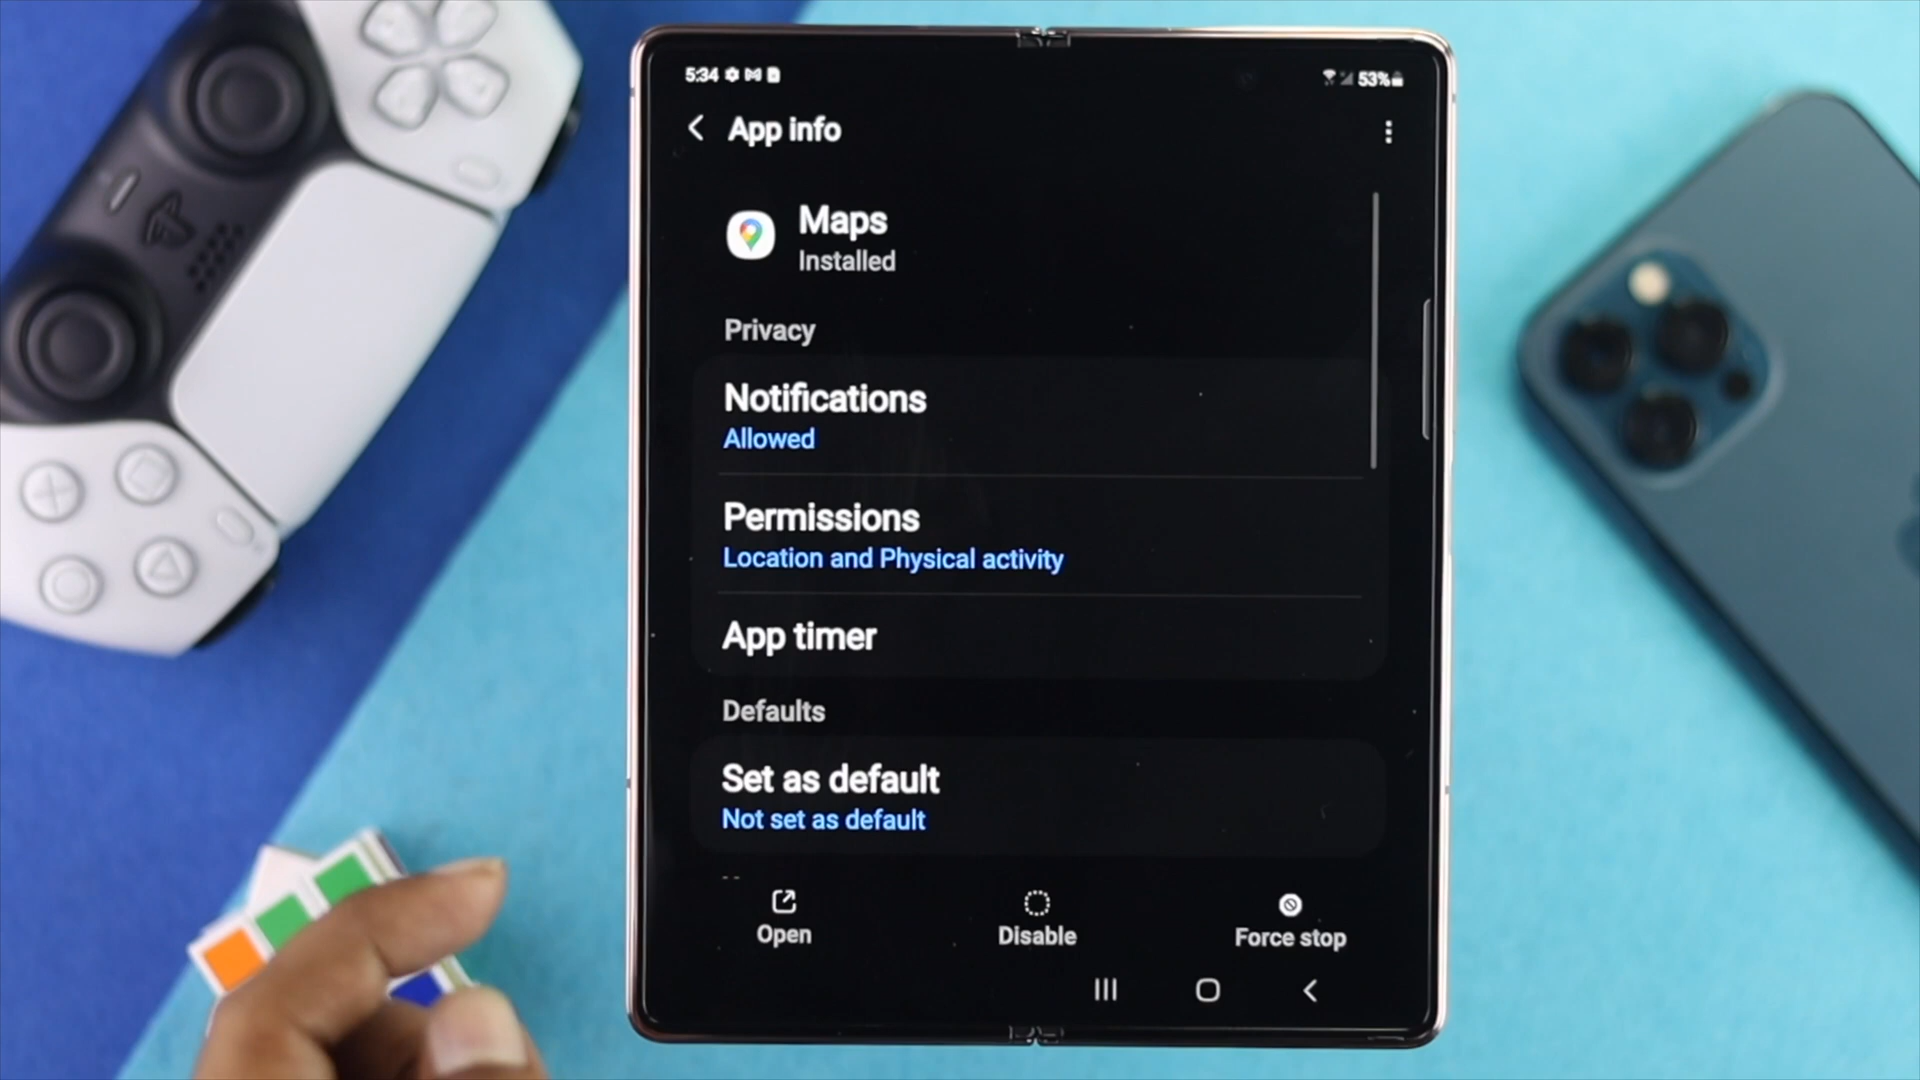 5:34
53%
App info
Maps
Installed
Privacy
Notifications
Allowed
Permissions
Location and Physical activity
App timer
Defaults
Set as default
Not set as default
Open
Disable
Force stop